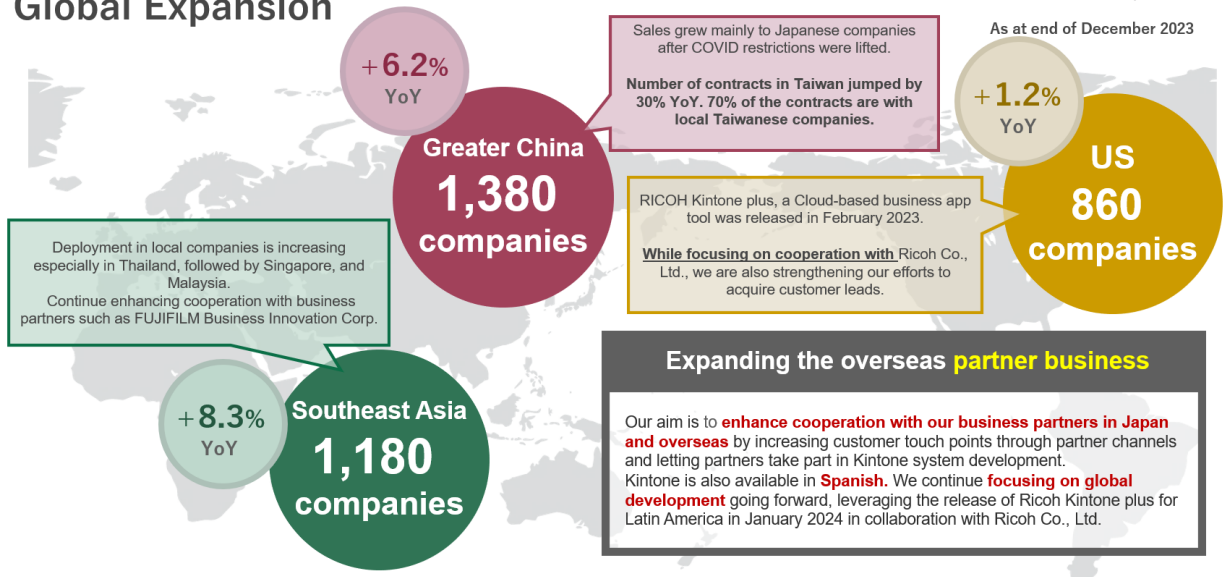 Global Expansion
As at end of December 2023
+6.2%
YoY
Greater China
1,380
companies
Sales grew mainly to Japanese companies
after COVID restrictions were lifted.
Number of contracts in Taiwan jumped by
30% YoY. 70% of the contracts are with
local Taiwanese companies.
+1.2%
YoY
US
860
companies
RICOH Kintone plus, a Cloud-based business app
tool was released in February 2023.
While focusing on cooperation with Ricoh Co.,
Ltd., we are also strengthening our efforts to
acquire customer leads.
Deployment in local companies is increasing
especially in Thailand, followed by Singapore, and
Malaysia.
Continue enhancing cooperation with business
partners such as FUJIFILM Business Innovation Corp.
+8.3%
YoY
Southeast Asia
1,180
companies
Expanding the overseas partner business
Our aim is to enhance cooperation with our business partners in Japan
and overseas by increasing customer touch points through partner channels
and letting partners take part in Kintone system development.
Kintone is also available in Spanish. We continue focusing on global
development going forward, leveraging the release of Ricoh Kintone plus for
Latin America in January 2024 in collaboration with Ricoh Co., Ltd.